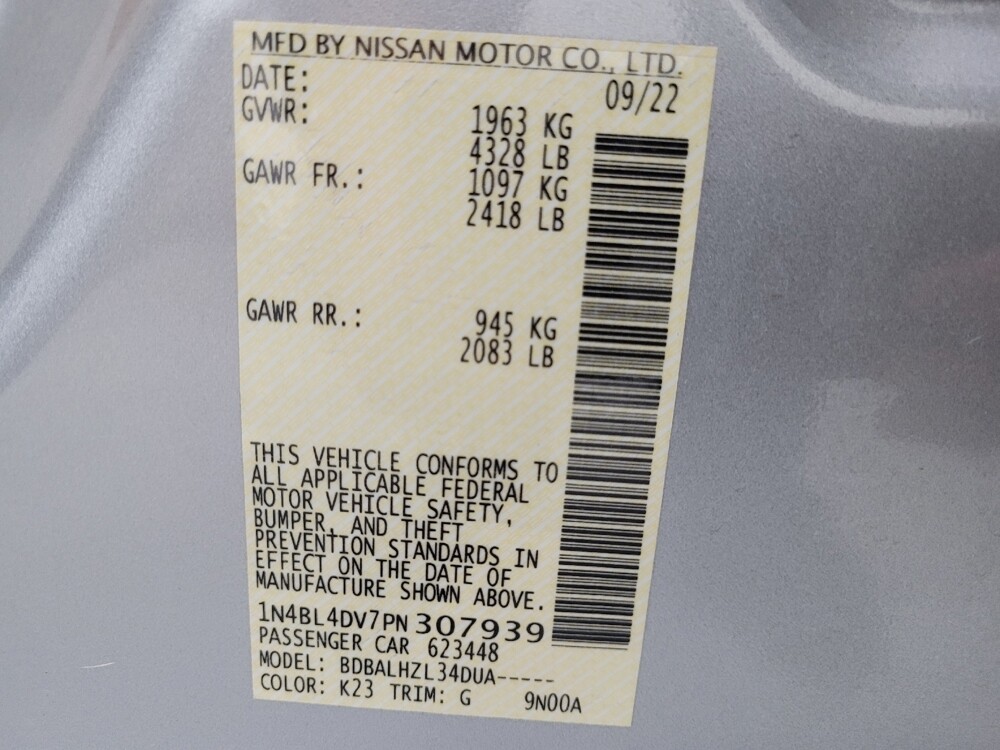 MFD BY NISSAN MOTOR CO., LTD.
DATE: 09/22
GVWR: 1963 KG
4328 LB
GAWR FR.: 1097 KG
2418 LB
GAWR RR.: 945 KG
2083 LB
THIS VEHICLE CONFORMS TO
ALL APPLICABLE FEDERAL
MOTOR VEHICLE SAFETY,
BUMPER, AND THEFT
PREVENTION STANDARDS IN
EFFECT ON THE DATE OF
MANUFACTURE SHOWN ABOVE.
1N4BL4DV7PN307939
PASSENGER CAR 623448
MODEL: BDBALHZL34DUA-----
COLOR: K23 TRIM: G 9N00A